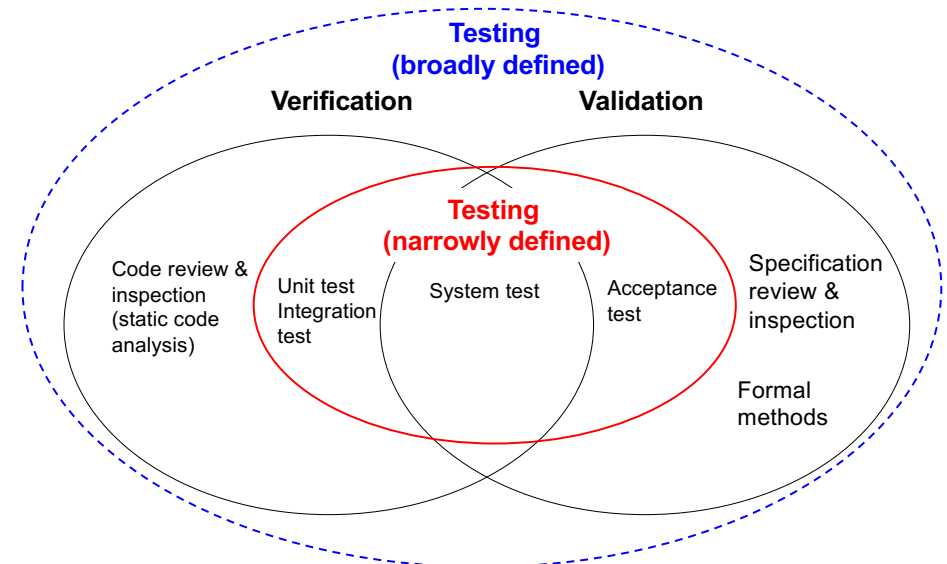 Testing
(broadly defined)
Verification
Validation
Testing
(narrowly defined)
Code review &
inspection
(static code
analysis)
Unit test
Integration
test
System test
Acceptance
test
Specification
review &
inspection
Formal
methods